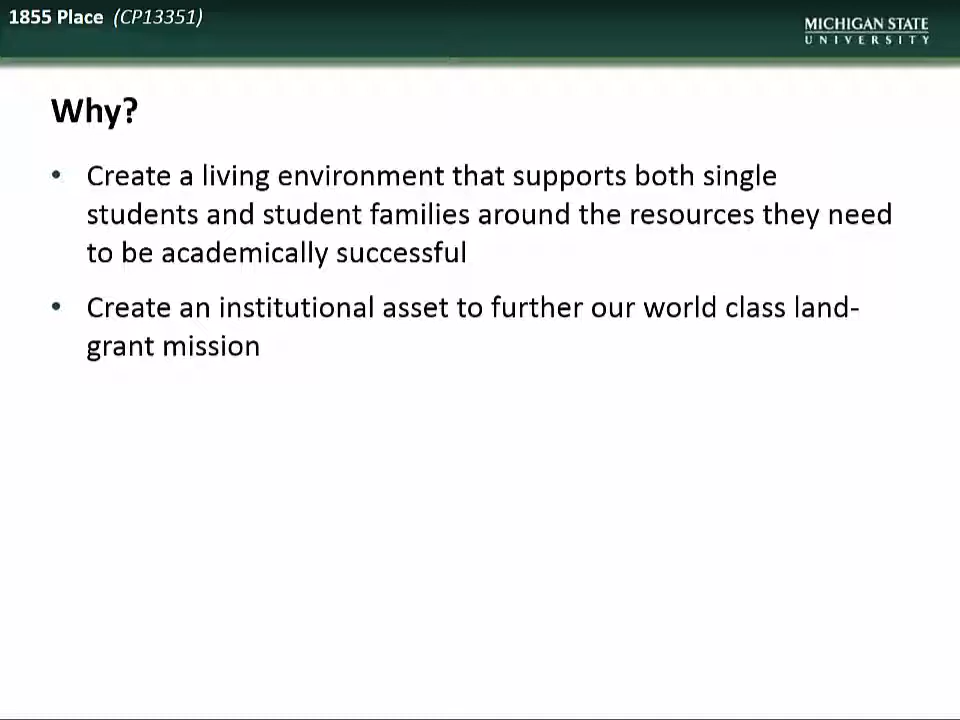 1855 Place (CP13351)
MICHIGAN STATE
UNIVERSITY
Why?
• Create a living environment that supports both single
students and student families around the resources they need
to be academically successful
• Create an institutional asset to further our world class land-
grant mission